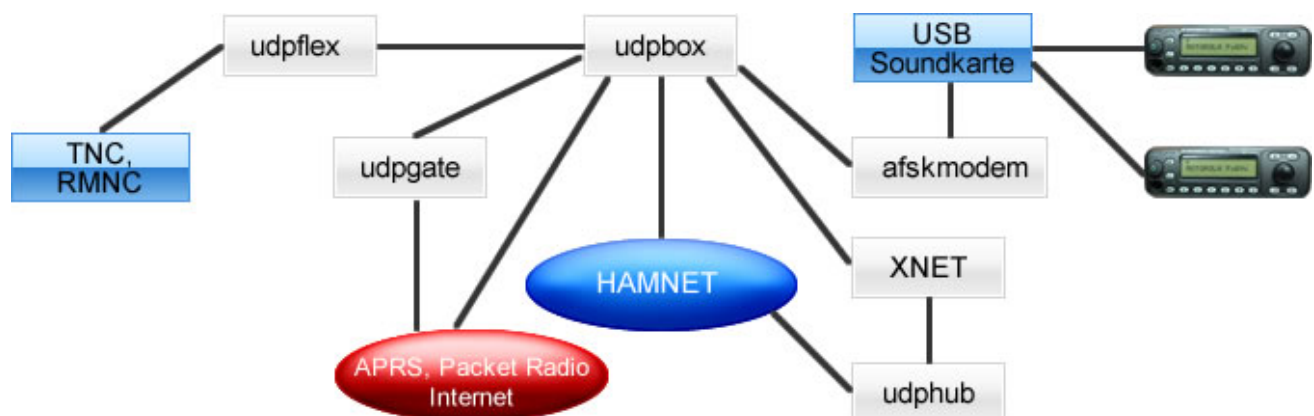 udpflex
udpbox
USB
Soundkarte
TNC,
RMNC
udpgate
afskmodem
HAMNET
XNET
APRS, Packet Radio
Internet
udphub